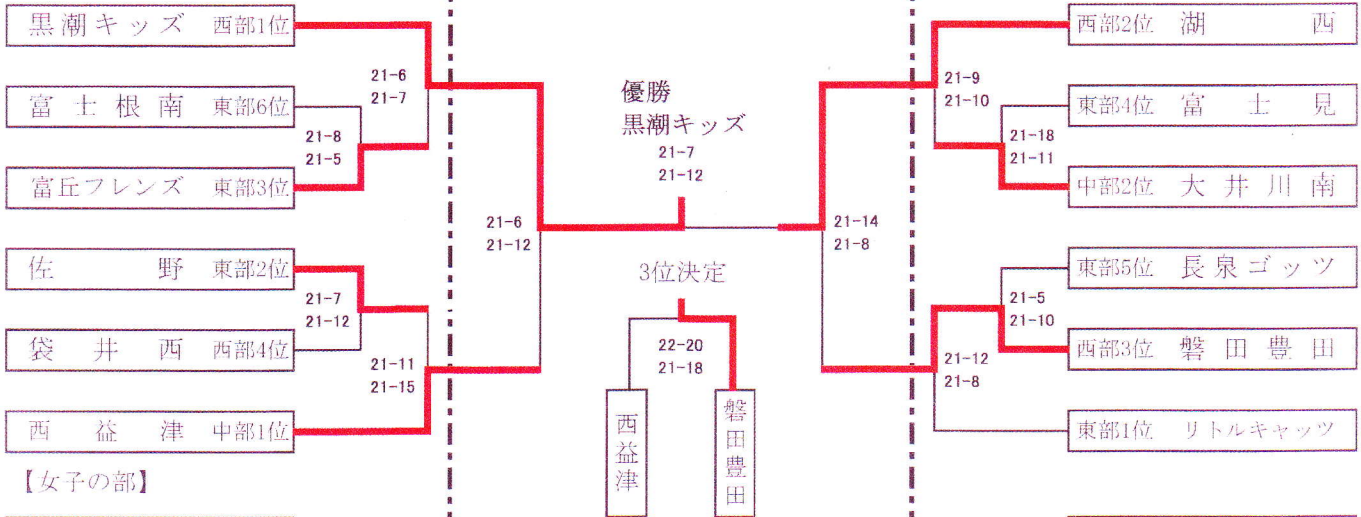 黒潮キッズ 西部1位
富士根南 東部6位
富丘フレンズ 東部3位
佐野 東部2位
袋井西 西部4位
西益津 中部1位
【女子の部】
21-6
21-7
21-8
21-5
21-7
21-12
21-11
21-15
21-6
21-12
優勝
黒潮キッズ
21-7
21-12
3位決定
22-20
21-18
西益津
磐田豊田
21-14
21-8
21-9
21-10
21-18
21-11
21-5
21-10
21-12
21-8
西部2位 湖西
東部4位 富士見
中部2位 大井川南
東部5位 長泉ゴッツ
西部3位 磐田豊田
東部1位 リトルキャッツ